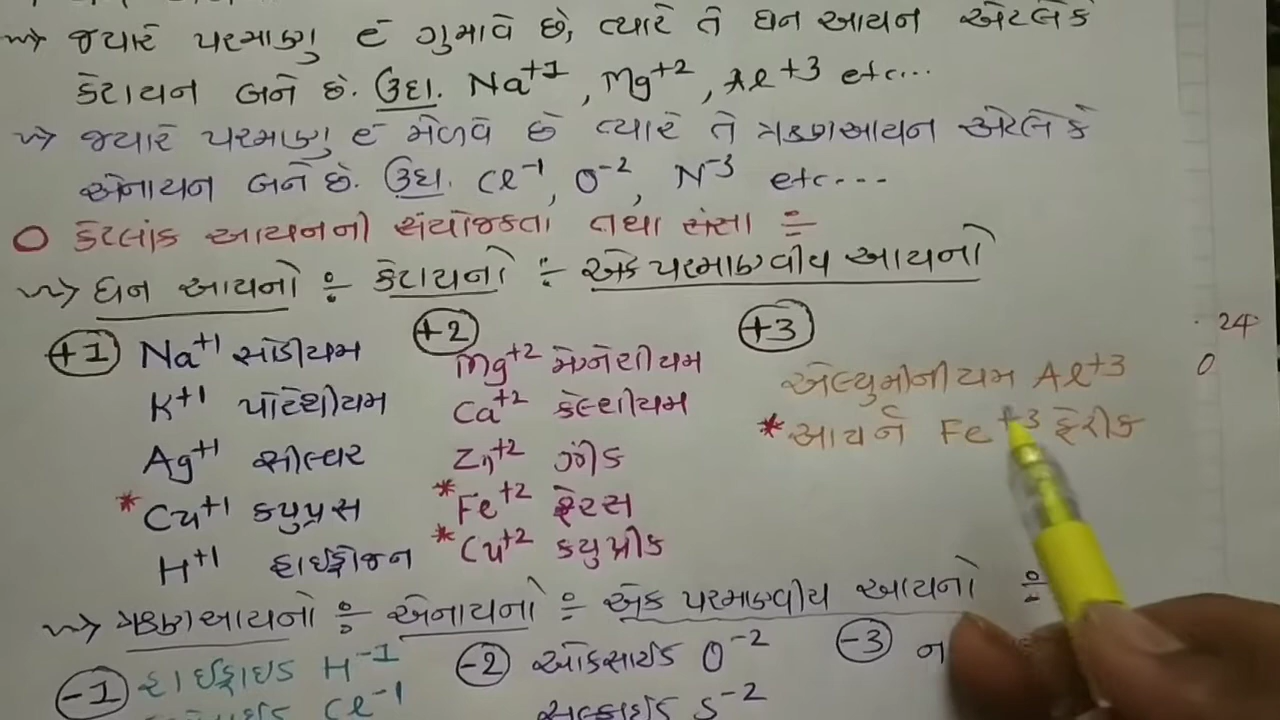 ⇝ જ્યારે પરમાણુ e⁻ ગુમાવે છે, ત્યારે તે ધન આયન એટલેકે
કેટાયન બને છે. ઉદા. Na⁺¹, Mg⁺², Al⁺³ etc...
⇝ જ્યારે પરમાણુ e⁻ મેળવે છે ત્યારે તે ઋણઆયન એટલે કે
એનાયન બને છે. ઉદા. Cl⁻¹, O⁻², N⁻³ etc....
O કેટલાંક આયનની સંયોજકતા તથા સંજ્ઞા ÷
⇝ ધન આયનો ÷ કેટાયનો ÷ એક પરમાણ્વીય આયનો
+1 Na⁺¹ સોડીયમ
K⁺¹ પોટેશીયમ
Ag⁺¹ સીલ્વર
* Cu⁺¹ ક્યુપ્રસ
H⁺¹ હાઈડ્રોજન
+2
Mg⁺² મેગ્નેશીયમ
Ca⁺² કેલ્શીયમ
Zn⁺² ઝીંક
* Fe⁺² ફેરસ
* Cu⁺² ક્યુપ્રીક
+3
એલ્યુમીનીયમ Al⁺³
* આયર્ન Fe⁺³ ફેરીક
24
0
⇝ ઋણઆયનો ÷ એનાયનો ÷ એક પરમાણ્વીય આયનો ÷
-1 હાઈડ્રાઈડ H⁻¹
Cl⁻¹
-2 ઓક્સાઈડ O⁻²
સલ્ફાઈડ S⁻²
-3